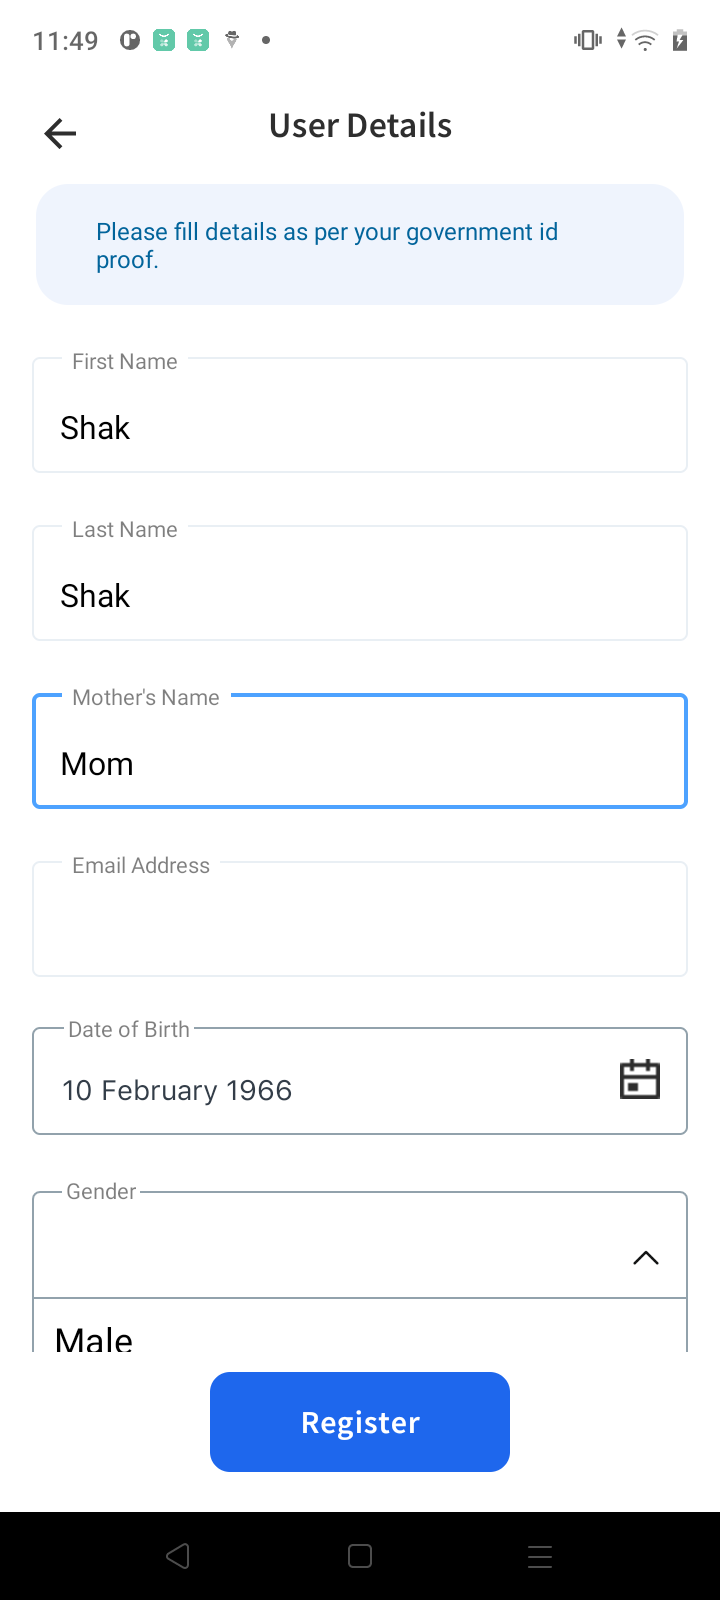 11:49
User Details
Please fill details as per your government id
proof.
First Name
Shak
Last Name
Shak
Mother's Name
Mom
Email Address
Date of Birth
10 February 1966
Gender
Male
Register